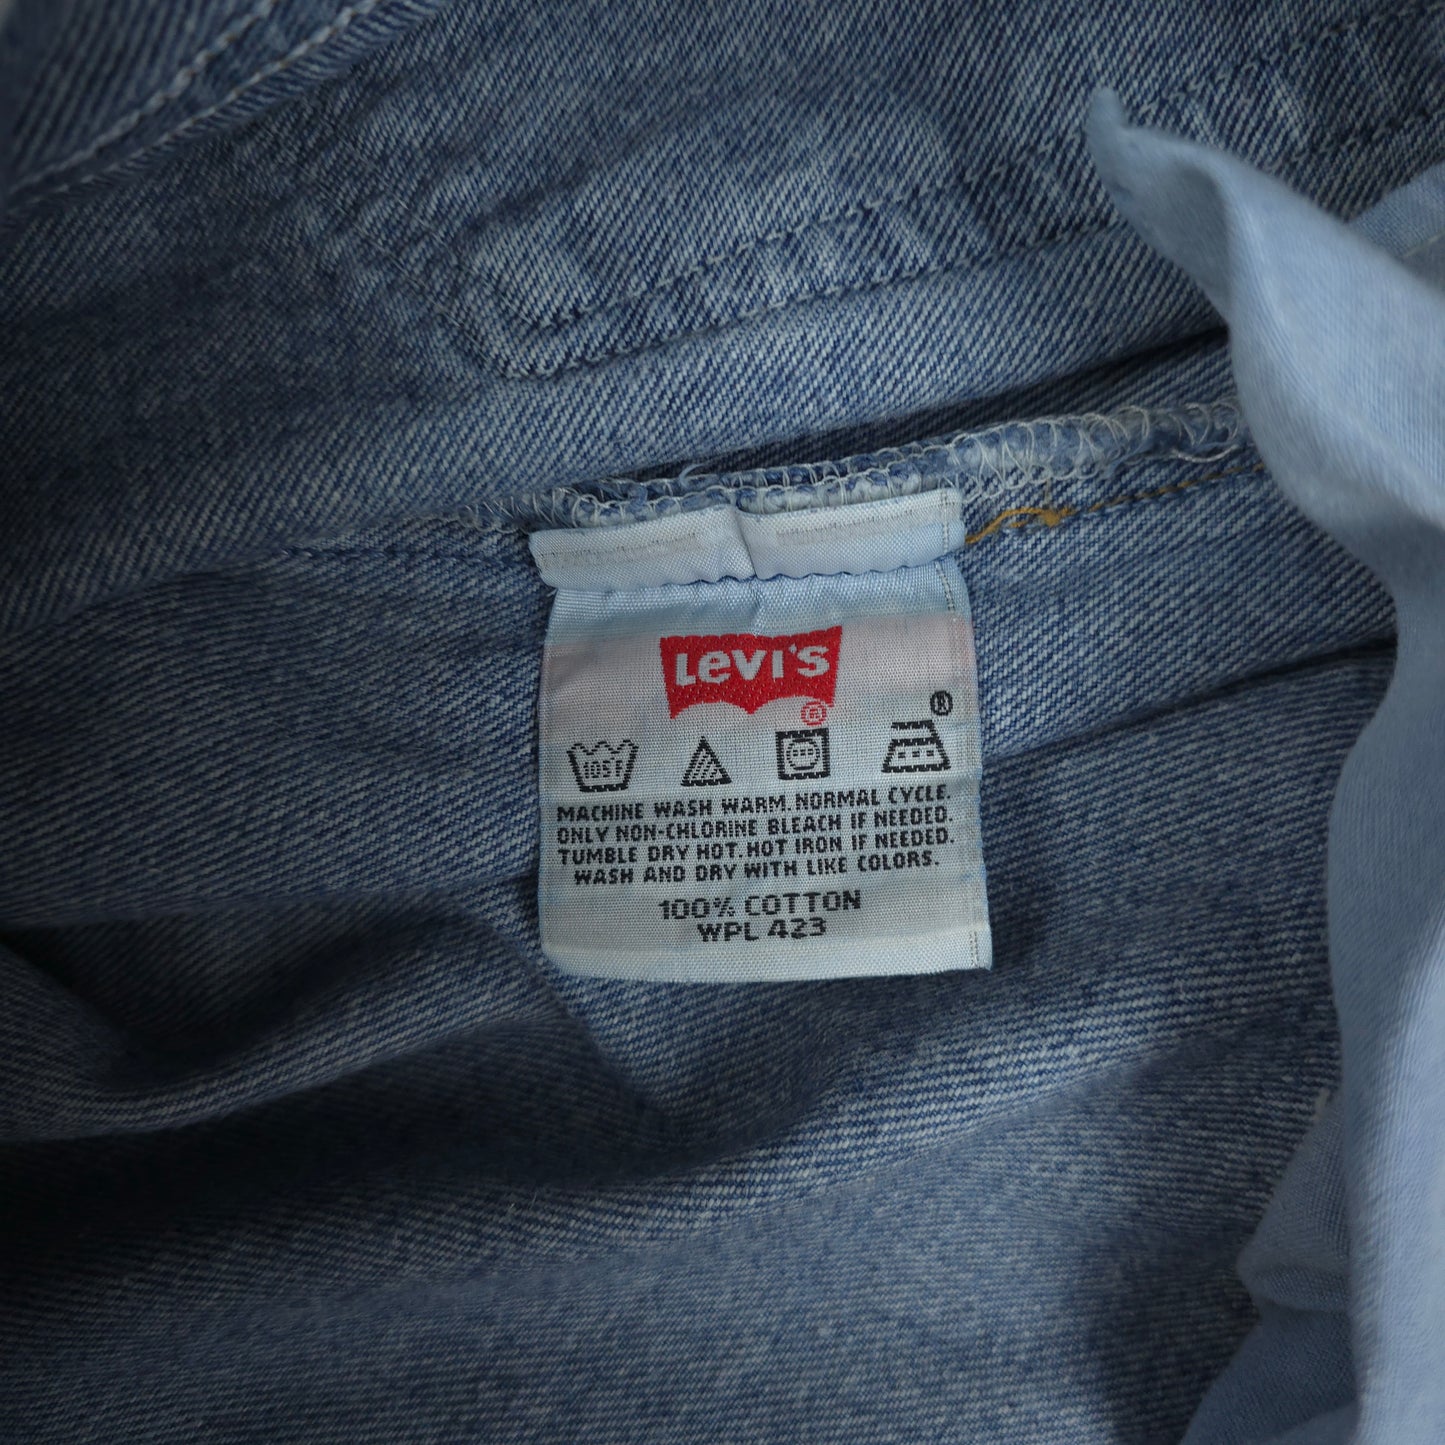 LEVI'S
®
®
105°F
MACHINE WASH WARM. NORMAL CYCLE.
ONLY NON-CHLORINE BLEACH IF NEEDED.
TUMBLE DRY HOT. HOT IRON IF NEEDED.
WASH AND DRY WITH LIKE COLORS.
100% COTTON
WPL 423